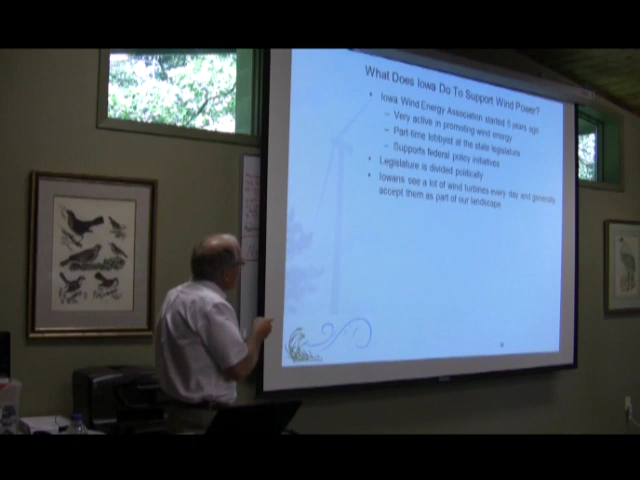 What Does Iowa Do To Support Wind Power?
• Iowa Wind Energy Association started 5 years ago
– Very active in promoting wind energy
– Part-time lobbyist at the state legislature
– Supports federal policy initiatives
• Legislature is divided politically
• Iowans see a lot of wind turbines every day and generally
accept them as part of our landscape